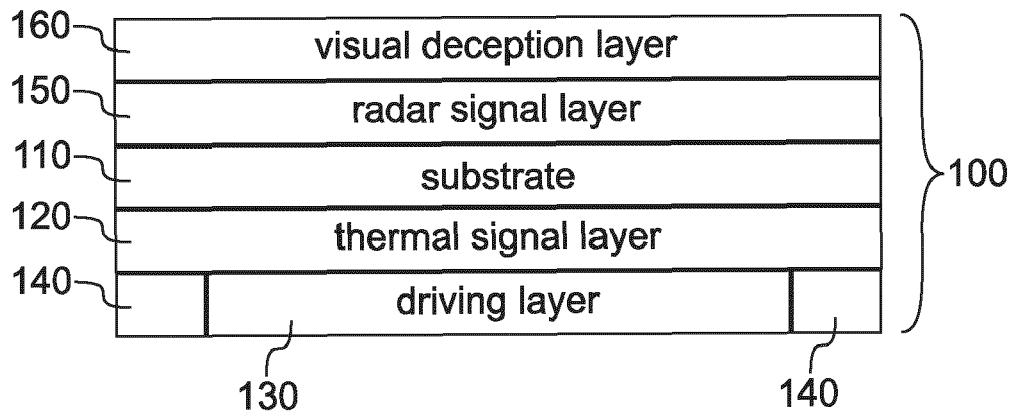 160 visual deception layer
150 radar signal layer
110 substrate 100
120 thermal signal layer
140 driving layer
130 140